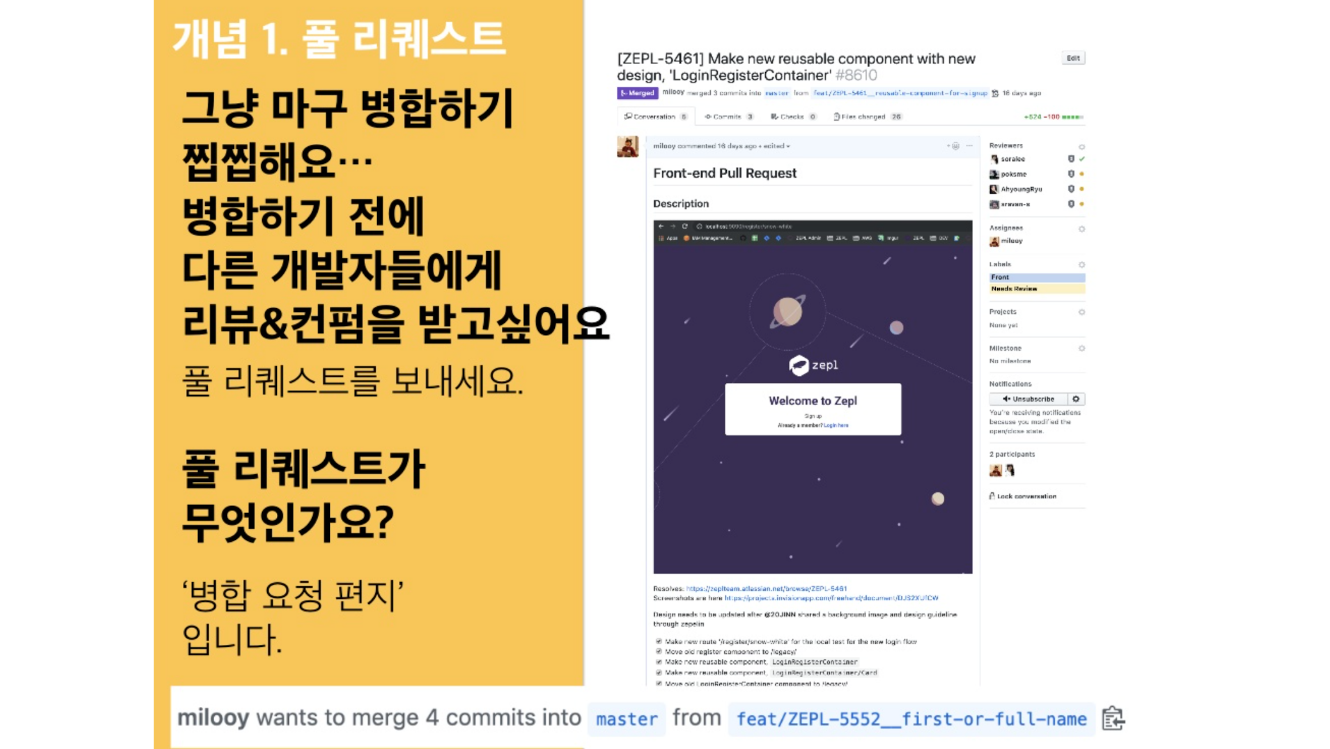 개념 1. 풀 리퀘스트
그냥 마구 병합하기
찝찝해요…
병합하기 전에
다른 개발자들에게
리뷰&컨펌을 받고싶어요
풀 리퀘스트를 보내세요.
풀 리퀘스트가
무엇인가요?
‘병합 요청 편지’
입니다.
[ZEPL-5461] Make new reusable component with new
design, 'LoginRegisterContainer' #8610
Edit
Merged milooy merged 3 commits into master from feat/ZEPL-5461__reusable-component-for-signup 16 days ago
Conversation 5 Commits 3 Checks 0 Files changed 26
milooy commented 16 days ago • edited
Front-end Pull Request
Description
zepl
Welcome to Zepl
Sign up
Already a member? Login here
Resolves: https://zeplteam.atlassian.net/browse/ZEPL-5461
Screenshots are here
Design needs to be updated after @20JINN shared a background image and design guideline
through zepelin
Make new route '/register/snow-white' for the local test for the new login flow
Move old register component to /legacy/
Make new reusable component, LoginRegisterContainer
Make new reusable component, LoginRegisterContainer/Card
Move old LoginRegisterContainer component to /legacy/
Reviewers
soralee
poksme
AhyoungRyu
sravan-s
Assignees
milooy
Labels
Front
Needs Review
Projects
None yet
Milestone
No milestone
Notifications
Unsubscribe
You're receiving notifications
because you modified the
open/close state.
2 participants
Lock conversation
milooy wants to merge 4 commits into master from feat/ZEPL-5552__first-or-full-name